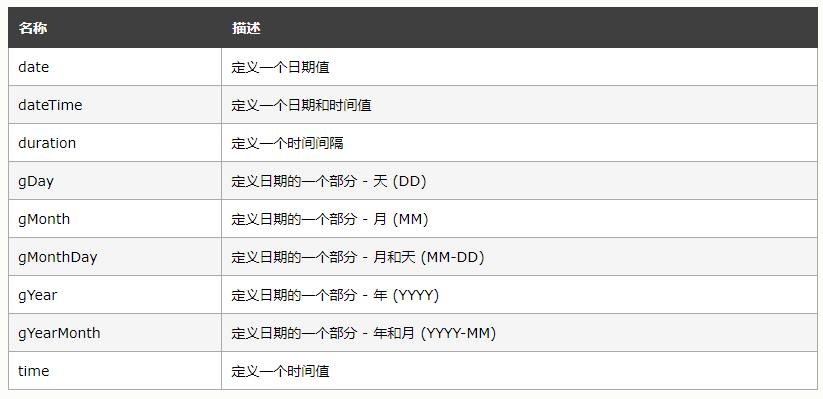 名称 描述
date 定义一个日期值
dateTime 定义一个日期和时间值
duration 定义一个时间间隔
gDay 定义日期的一个部分 - 天 (DD)
gMonth 定义日期的一个部分 - 月 (MM)
gMonthDay 定义日期的一个部分 - 月和天 (MM-DD)
gYear 定义日期的一个部分 - 年 (YYYY)
gYearMonth 定义日期的一个部分 - 年和月 (YYYY-MM)
time 定义一个时间值